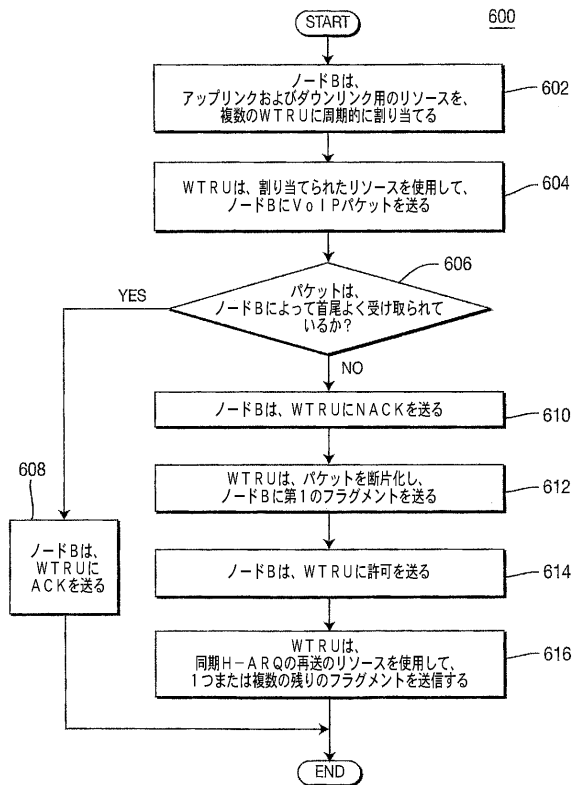 START
600
ノードBは、
アップリンクおよびダウンリンク用のリソースを、
複数のWTRUに周期的に割り当てる
602
WTRUは、割り当てられたリソースを使用して、
ノードBにVoIPパケットを送る
604
606
パケットは、
ノードBによって首尾よく受け取られて
いるか?
YES
NO
ノードBは、WTRUにNACKを送る
610
WTRUは、パケットを断片化し、
ノードBに第1のフラグメントを送る
612
608
ノードBは、
WTRUに
ACKを送る
ノードBは、WTRUに許可を送る
614
WTRUは、
同期H-ARQの再送のリソースを使用して、
1つまたは複数の残りのフラグメントを送信する
616
END